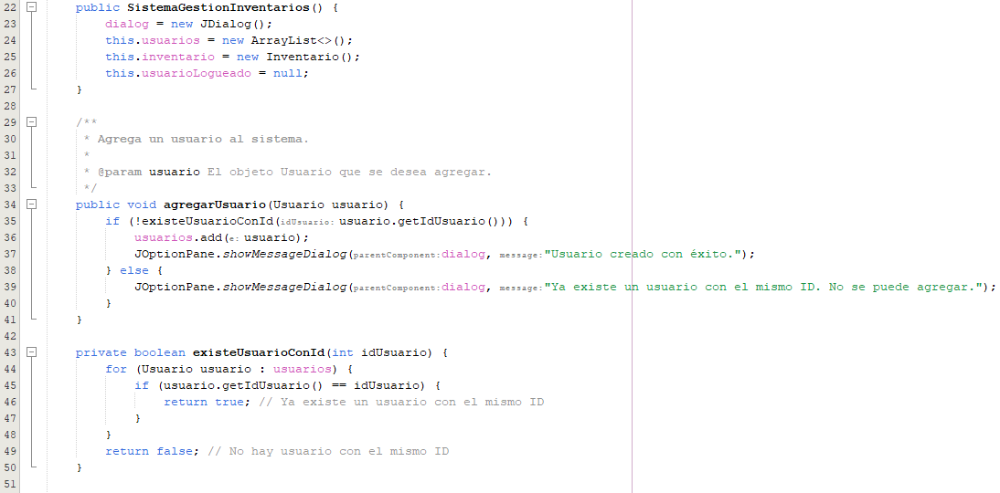 22 public SistemaGestionInventarios() {
23 dialog = new JDialog();
24 this.usuarios = new ArrayList<>();
25 this.inventario = new Inventario();
26 this.usuarioLogueado = null;
27 }
28
29 /**
30 * Agrega un usuario al sistema.
31 *
32 * @param usuario El objeto Usuario que se desea agregar.
33 */
34 public void agregarUsuario(Usuario usuario) {
35 if (!existeUsuarioConId(idUsuario: usuario.getIdUsuario())) {
36 usuarios.add(e: usuario);
37 JOptionPane.showMessageDialog(parentComponent:dialog, message:"Usuario creado con éxito.");
38 } else {
39 JOptionPane.showMessageDialog(parentComponent:dialog, message:"Ya existe un usuario con el mismo ID. No se puede agregar.");
40 }
41 }
42
43 private boolean existeUsuarioConId(int idUsuario) {
44 for (Usuario usuario : usuarios) {
45 if (usuario.getIdUsuario() == idUsuario) {
46 return true; // Ya existe un usuario con el mismo ID
47 }
48 }
49 return false; // No hay usuario con el mismo ID
50 }
51